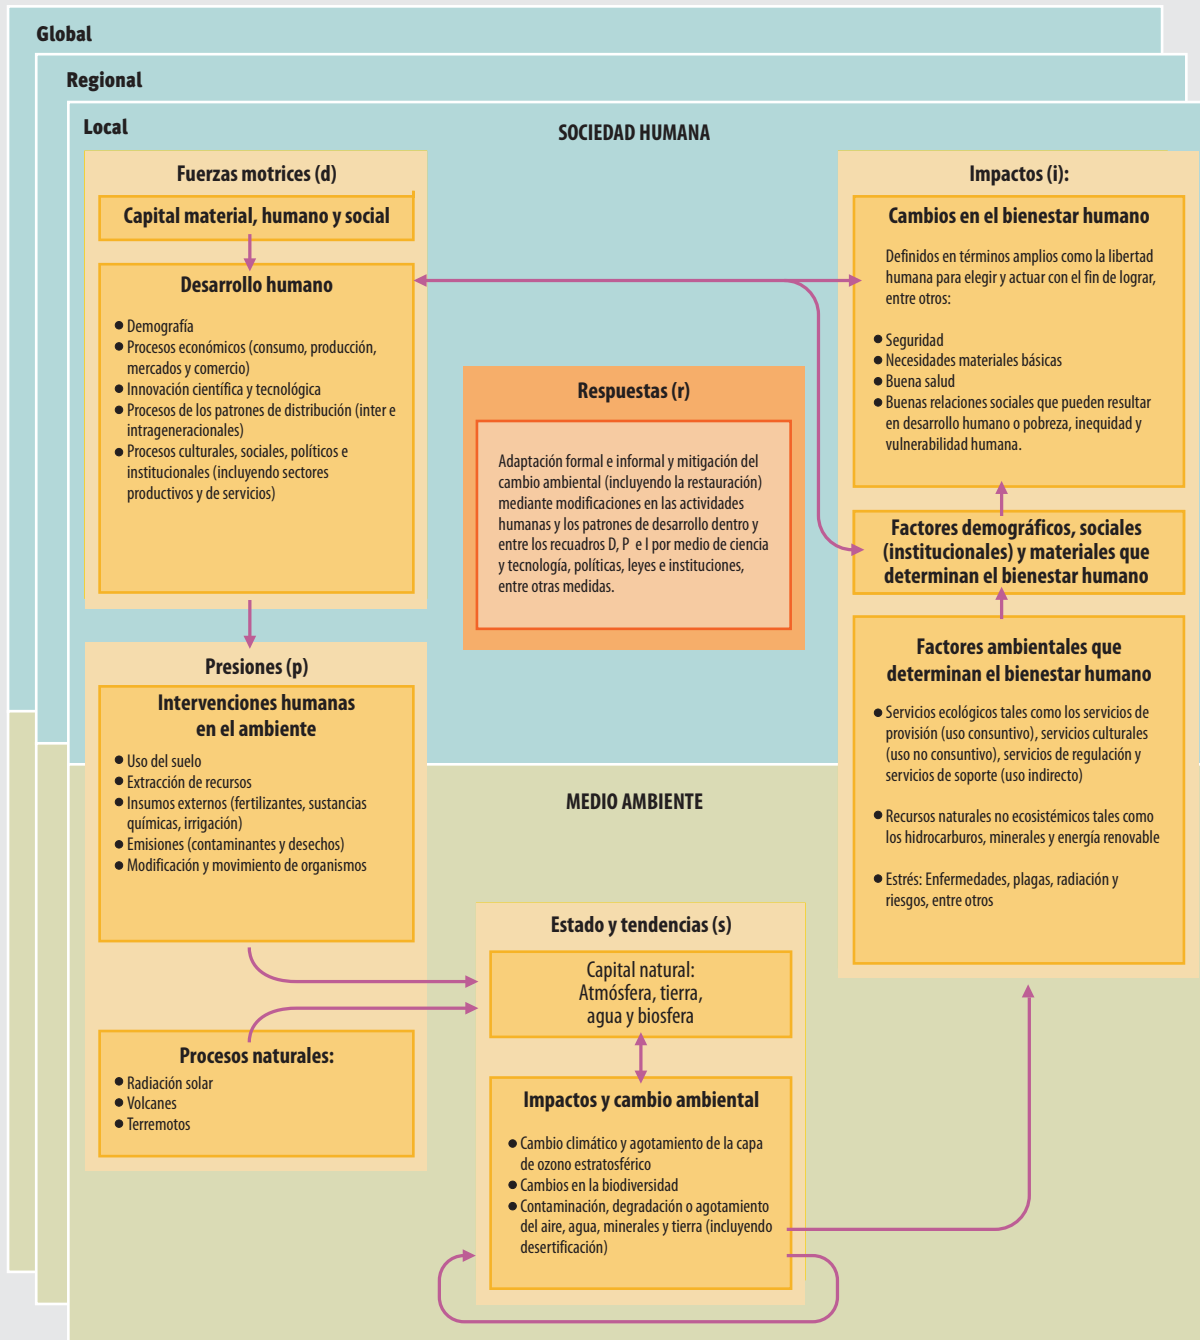 Global
Regional
Local
SOCIEDAD HUMANA
Fuerzas motrices (d)
Capital material, humano y social
Desarrollo humano
● Demografía
● Procesos económicos (consumo, producción,
mercados y comercio)
● Innovación científica y tecnológica
● Procesos de los patrones de distribución (inter e
intrageneracionales)
● Procesos culturales, sociales, políticos e
institucionales (incluyendo sectores
productivos y de servicios)
Presiones (p)
Intervenciones humanas
en el ambiente
● Uso del suelo
● Extracción de recursos
● Insumos externos (fertilizantes, sustancias
químicas, irrigación)
● Emisiones (contaminantes y desechos)
● Modificación y movimiento de organismos
Procesos naturales:
● Radiación solar
● Volcanes
● Terremotos
Respuestas (r)
Adaptación formal e informal y mitigación del
cambio ambiental (incluyendo la restauración)
mediante modificaciones en las actividades
humanas y los patrones de desarrollo dentro y
entre los recuadros D, P e I por medio de ciencia
y tecnología, políticas, leyes e instituciones,
entre otras medidas.
MEDIO AMBIENTE
Estado y tendencias (s)
Capital natural:
Atmósfera, tierra,
agua y biosfera
Impactos y cambio ambiental
● Cambio climático y agotamiento de la capa
de ozono estratosférico
● Cambios en la biodiversidad
● Contaminación, degradación o agotamiento
del aire, agua, minerales y tierra (incluyendo
desertificación)
Impactos (i):
Cambios en el bienestar humano
Definidos en términos amplios como la libertad
humana para elegir y actuar con el fin de lograr,
entre otros:
● Seguridad
● Necesidades materiales básicas
● Buena salud
● Buenas relaciones sociales que pueden resultar
en desarrollo humano o pobreza, inequidad y
vulnerabilidad humana.
Factores demográficos, sociales
(institucionales) y materiales que
determinan el bienestar humano
Factores ambientales que
determinan el bienestar humano
● Servicios ecológicos tales como los servicios de
provisión (uso consuntivo), servicios culturales
(uso no consuntivo), servicios de regulación y
servicios de soporte (uso indirecto)
● Recursos naturales no ecosistémicos tales como
los hidrocarburos, minerales y energía renovable
● Estrés: Enfermedades, plagas, radiación y
riesgos, entre otros